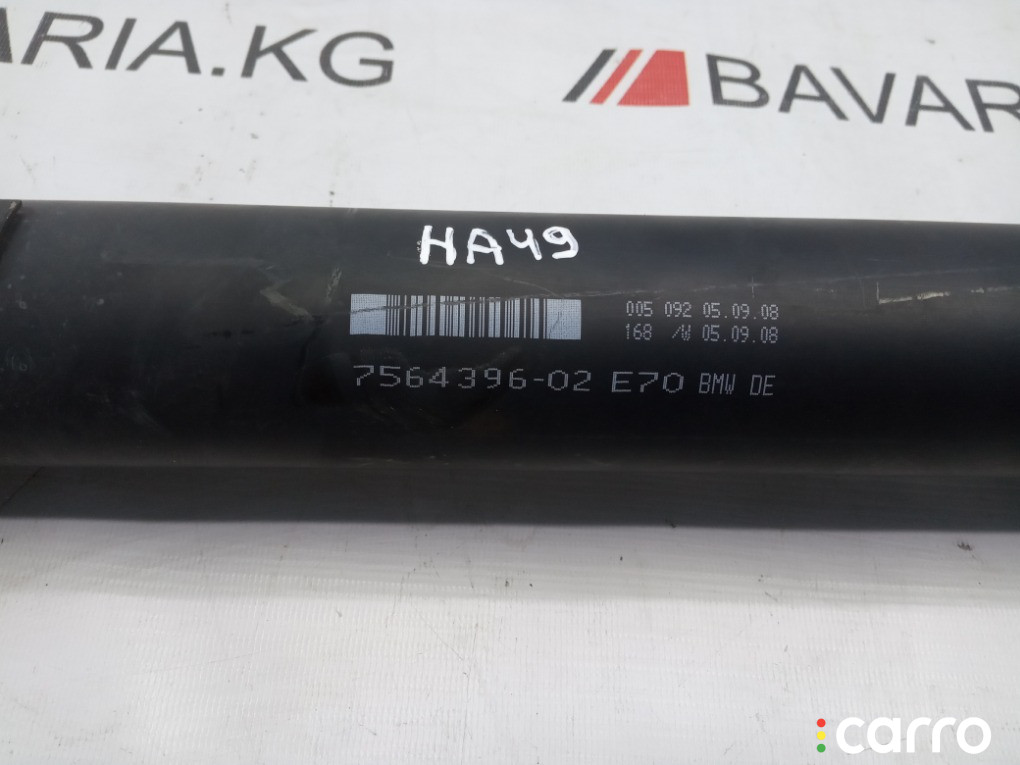 ARIA.KG
BAVAR
HA49
005 092 05.09.08
168 /W 05.09.08
7564396-02 E70 BMW DE
carro